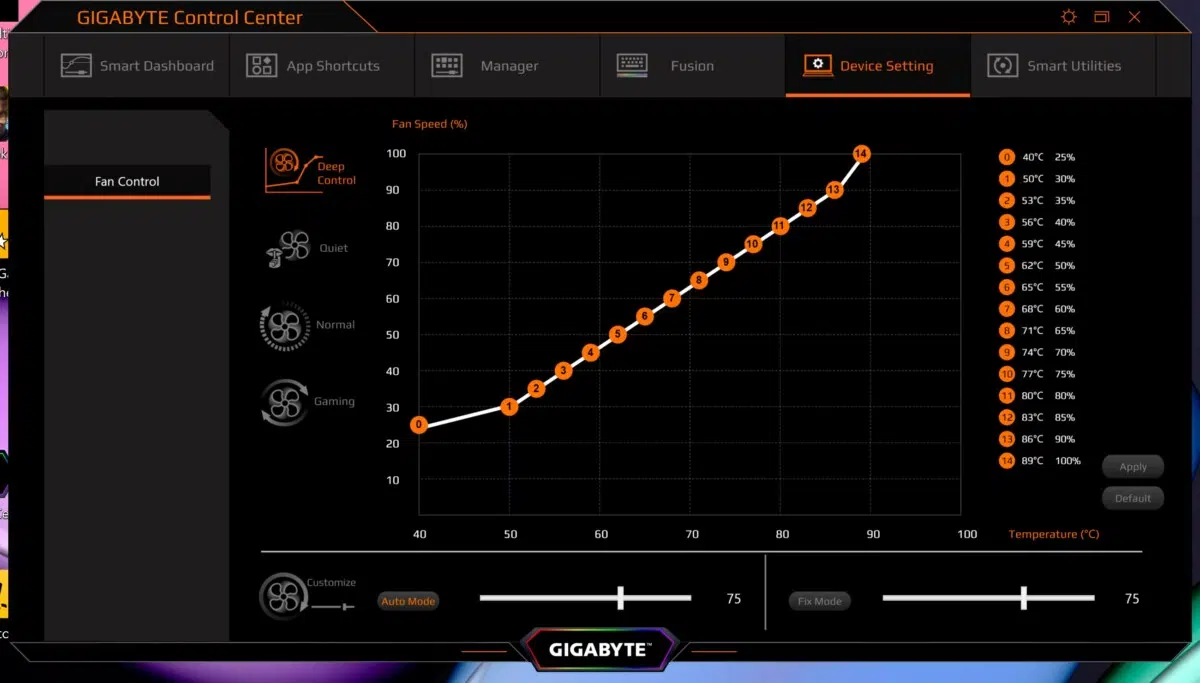 GIGABYTE Control Center
Smart Dashboard
App Shortcuts
Manager
Fusion
Device Setting
Smart Utilities
Fan Control
Deep
Control
Quiet
Normal
Gaming
Fan Speed (%)
100
90
80
70
60
50
40
30
20
10
40 50 60 70 80 90 100
Temperature (°C)
0
1
2
3
4
5
6
7
8
9
10
11
12
13
14
0 40°C 25%
1 50°C 30%
2 53°C 35%
3 56°C 40%
4 59°C 45%
5 62°C 50%
6 65°C 55%
7 68°C 60%
8 71°C 65%
9 74°C 70%
10 77°C 75%
11 80°C 80%
12 83°C 85%
13 86°C 90%
14 89°C 100%
Apply
Default
Customize
Auto Mode
75
Fix Mode
75
GIGABYTE™